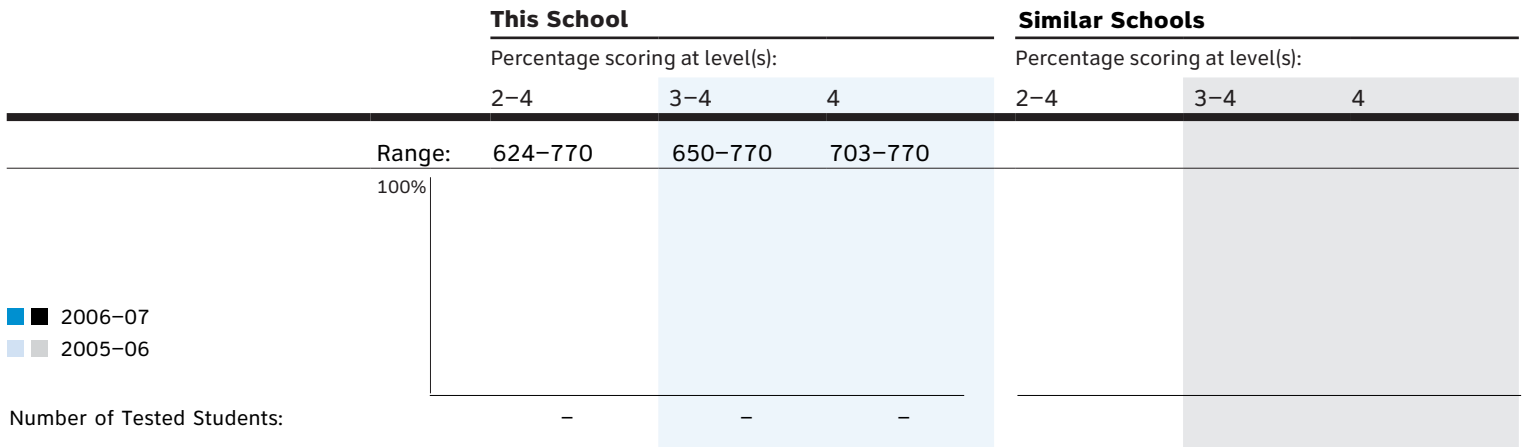 This School Similar Schools
Percentage scoring at level(s): Percentage scoring at level(s):
2–4 3–4 4 2–4 3–4 4
Range: 624–770 650–770 703–770
100%
2006–07
2005–06
Number of Tested Students: – – –